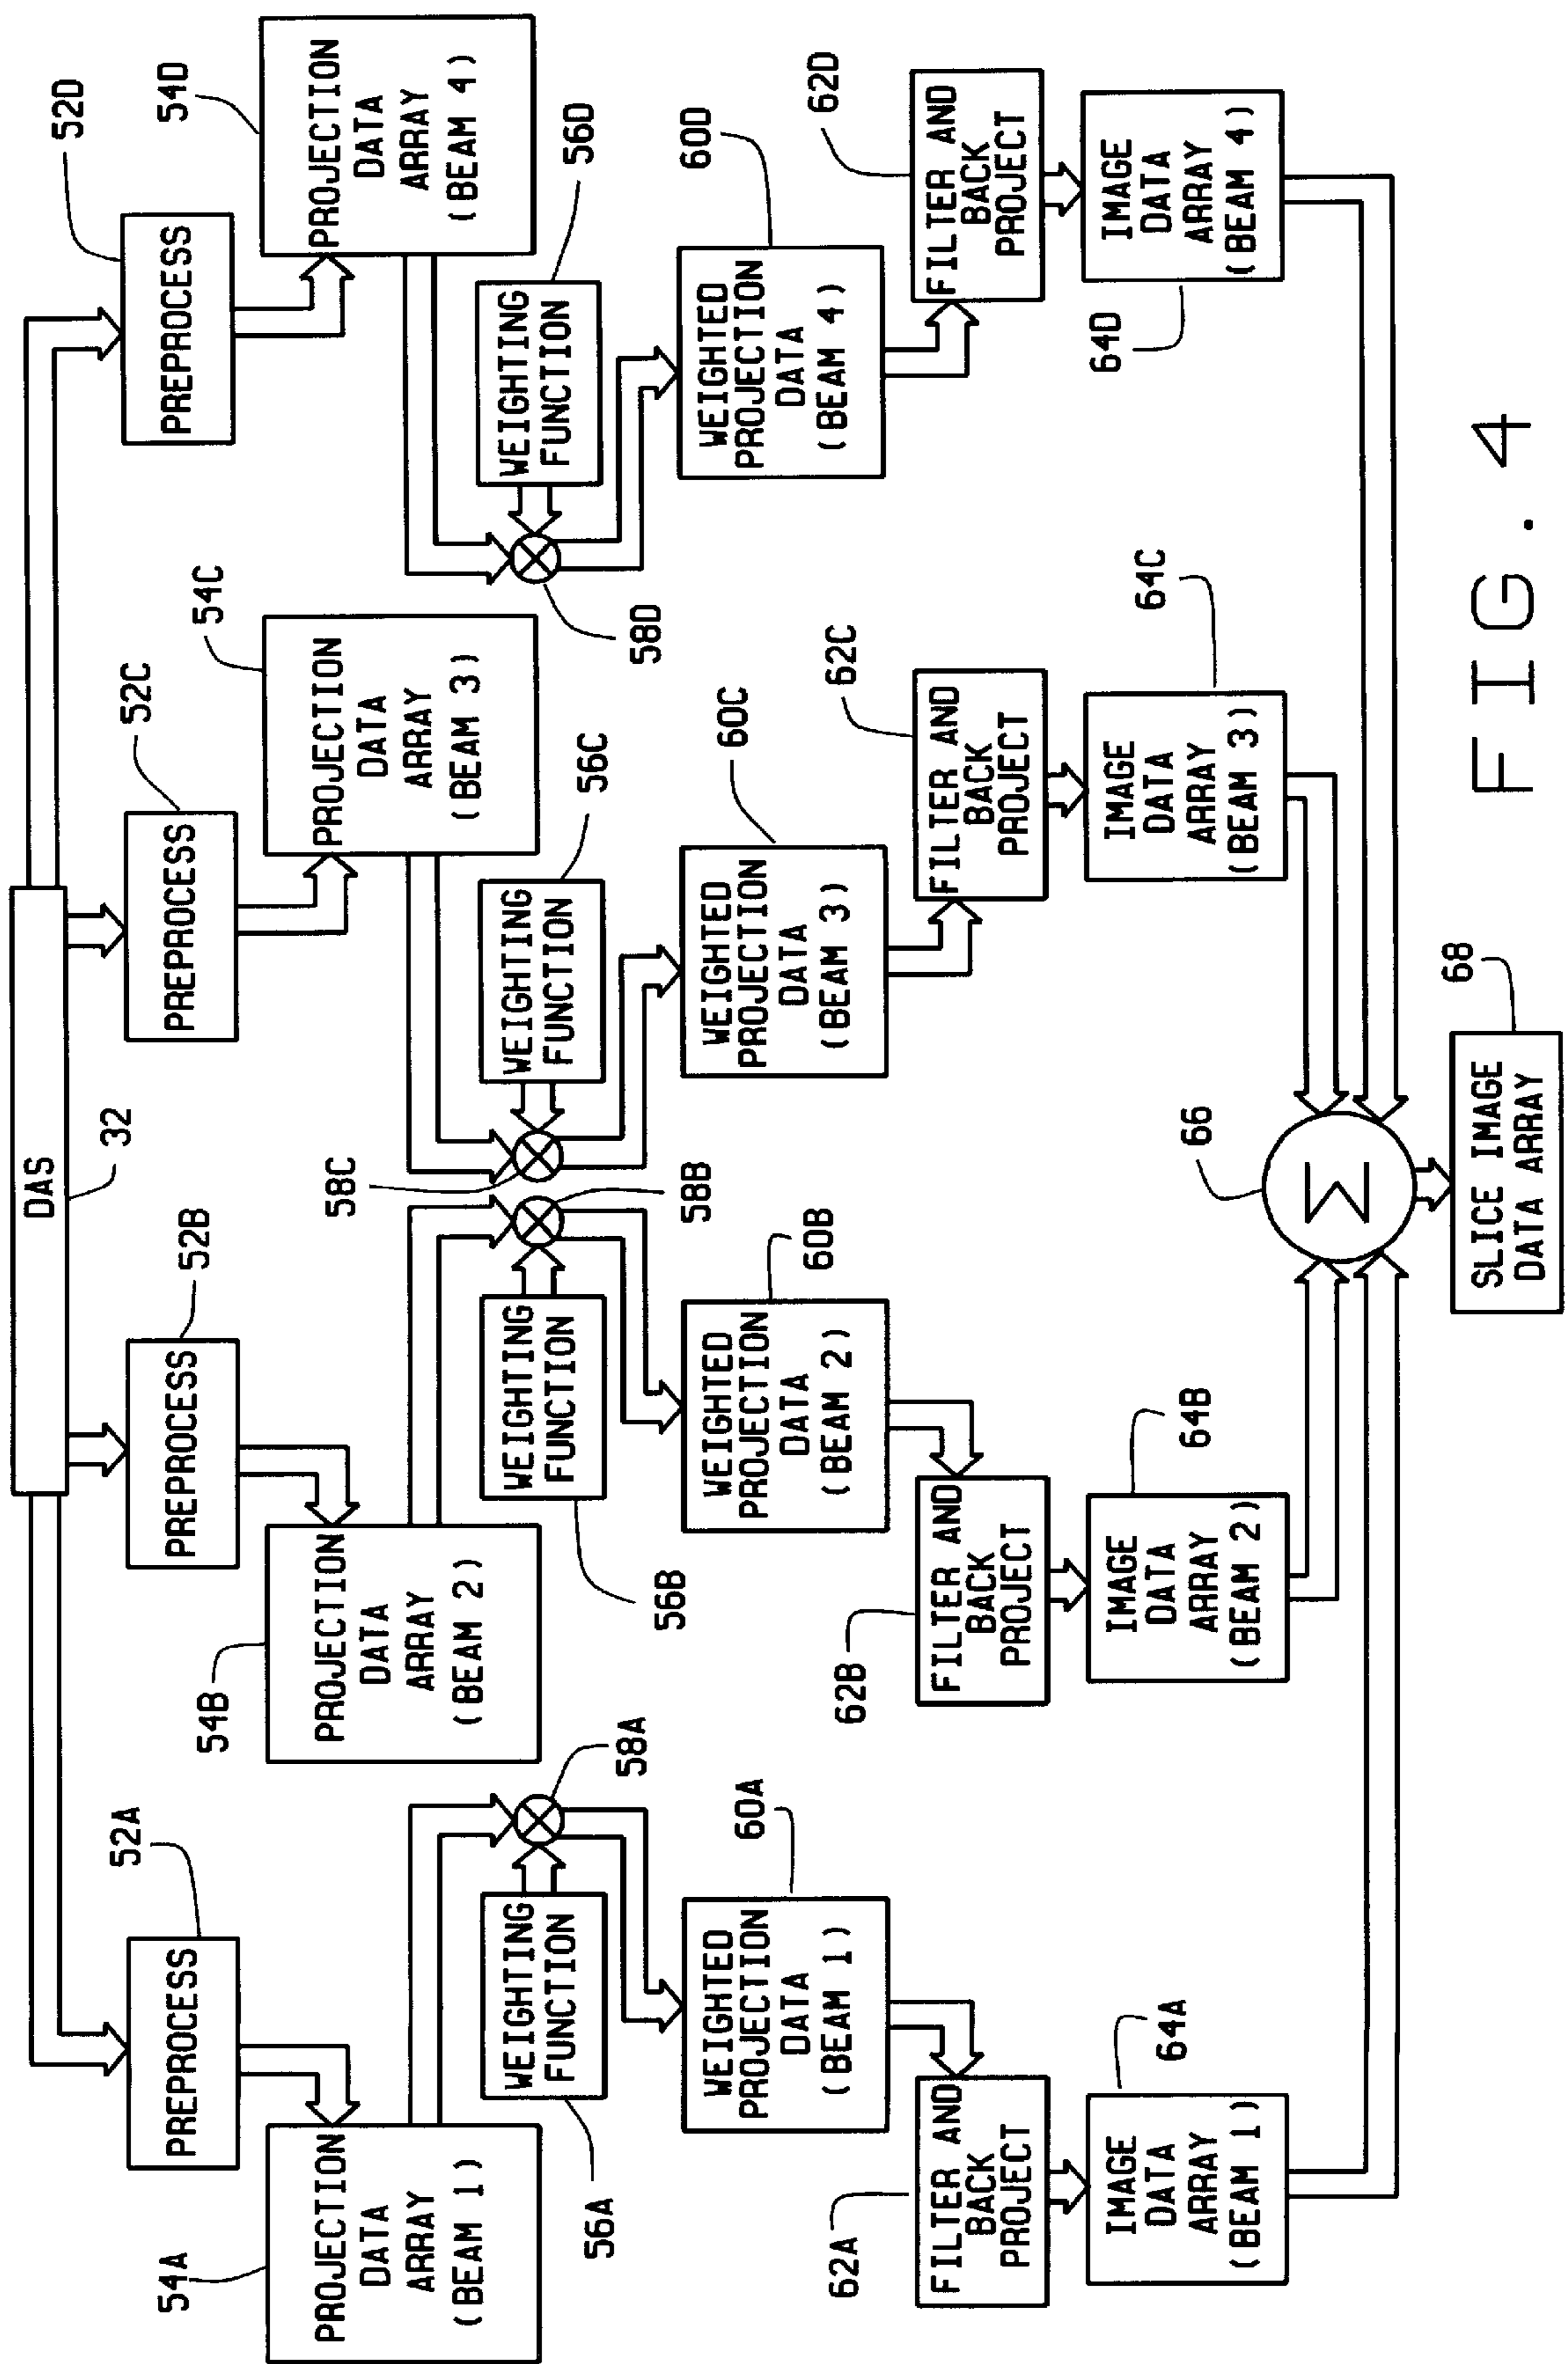 DAS
32
52A
52B
52C
52D
PREPROCESS
PREPROCESS
PREPROCESS
PREPROCESS
54A
54B
54C
54D
PROJECTION
DATA
ARRAY
(BEAM 1)
PROJECTION
DATA
ARRAY
(BEAM 2)
PROJECTION
DATA
ARRAY
(BEAM 3)
PROJECTION
DATA
ARRAY
(BEAM 4)
WEIGHTING
FUNCTION
56A
58A
WEIGHTING
FUNCTION
56B
58B
58C
WEIGHTING
FUNCTION
56C
58D
WEIGHTING
FUNCTION
56D
60A
WEIGHTED
PROJECTION
DATA
(BEAM 1)
60B
WEIGHTED
PROJECTION
DATA
(BEAM 2)
60C
WEIGHTED
PROJECTION
DATA
(BEAM 3)
60D
WEIGHTED
PROJECTION
DATA
(BEAM 4)
62A
FILTER AND
BACK
PROJECT
62B
FILTER AND
BACK
PROJECT
62C
FILTER AND
BACK
PROJECT
62D
FILTER AND
BACK
PROJECT
64A
IMAGE
DATA
ARRAY
(BEAM 1)
64B
IMAGE
DATA
ARRAY
(BEAM 2)
64C
IMAGE
DATA
ARRAY
(BEAM 3)
64D
IMAGE
DATA
ARRAY
(BEAM 4)
66
Σ
68
SLICE IMAGE
DATA ARRAY
FIG. 4